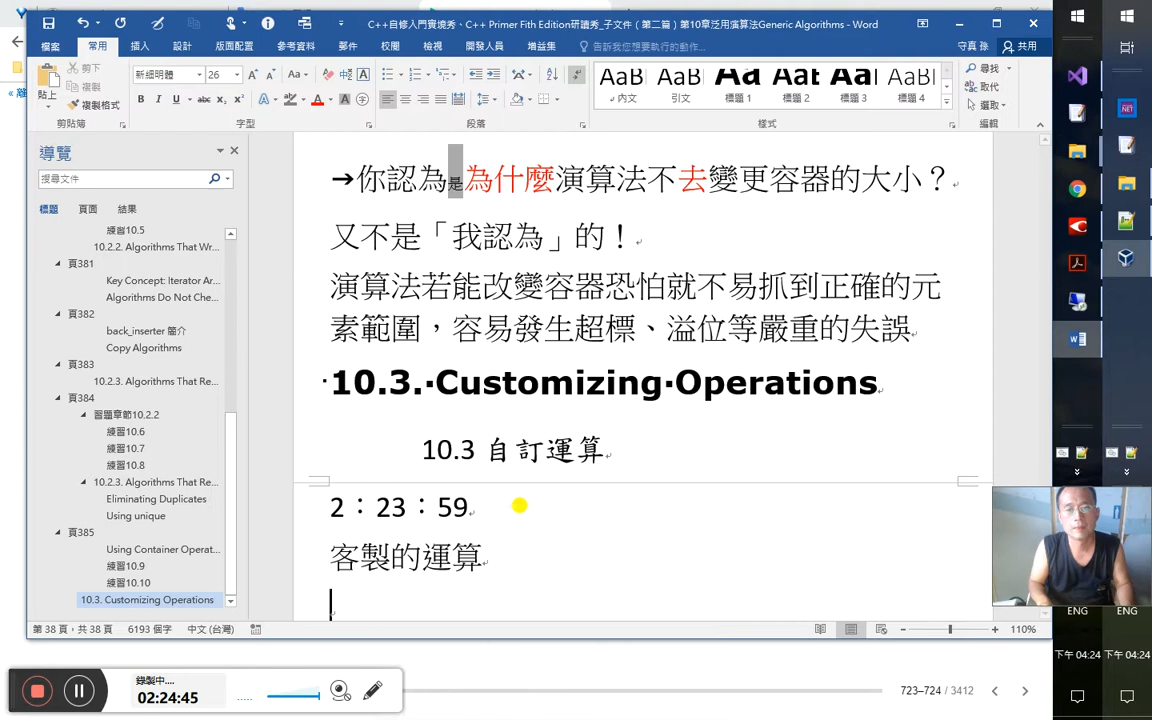 C++自修入門實境秀、C++ Primer Fith Edition研讀秀_子文件（第二篇）第10章泛用演算法Generic Algorithms - Word
檔案 常用 插入 設計 版面配置 參考資料 郵件 校閱 檢視 開發人員 增益集 告訴我您想要執行的動作... 守真 孫 共用
貼上 剪下 複製 複製格式
新細明體 26
B I U abc x₂ x²
AaB AaBb AaB AaBb AaBl AaBl
內文 引文 標題 1 標題 2 標題 3 標題 4
尋找 取代 選取
剪貼簿 字型 段落 樣式 編輯
導覽
搜尋文件
標題 頁面 結果
練習10.5
10.2.2. Algorithms That Wr...
頁381
Key Concept: Iterator Ar...
Algorithms Do Not Che...
頁382
back_inserter 簡介
Copy Algorithms
頁383
10.2.3. Algorithms That Re...
頁384
習題章節10.2.2
練習10.6
練習10.7
練習10.8
10.2.3. Algorithms That Re...
Eliminating Duplicates
Using unique
頁385
Using Container Operat...
練習10.9
練習10.10
10.3. Customizing Operations
→你認為是為什麼演算法不去變更容器的大小？
又不是「我認為」的！
演算法若能改變容器恐怕就不易抓到正確的元
素範圍，容易發生超標、溢位等嚴重的失誤
10.3.·Customizing·Operations
10.3 自訂運算
2：23：59
客製的運算
第 38 頁，共 38 頁 6193 個字 中文 (台灣) 110%
錄製中....
02:24:45
723–724 / 3412
ENG ENG
下午 04:24 下午 04:24